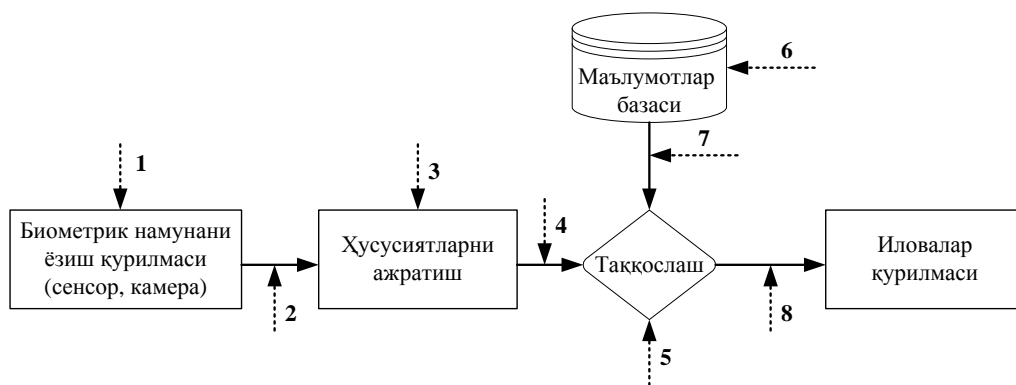 6
Маълумотлар
базаси
7
1
3
4
Биометрик намунани
ёзиш қурилмаси
(сенсор, камера)
Ҳусусиятларни
ажратиш
Таққослаш
Иловалар
қурилмаси
2
8
5